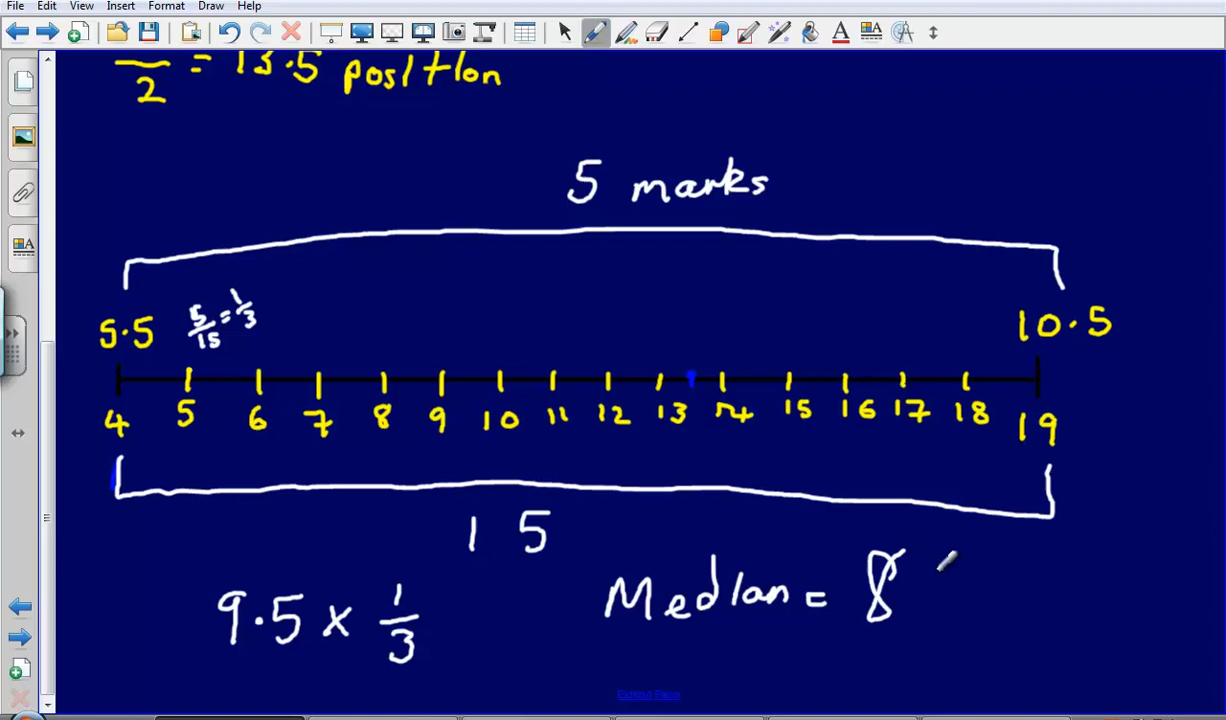 File Edit View Insert Format Draw Help
— = 13.5 position
2
5 marks
5.5 5/15 = 1/3 10.5
4 5 6 7 8 9 10 11 12 13 14 15 16 17 18 19
15
9.5 x 1/3 Median = 8
Extend Page